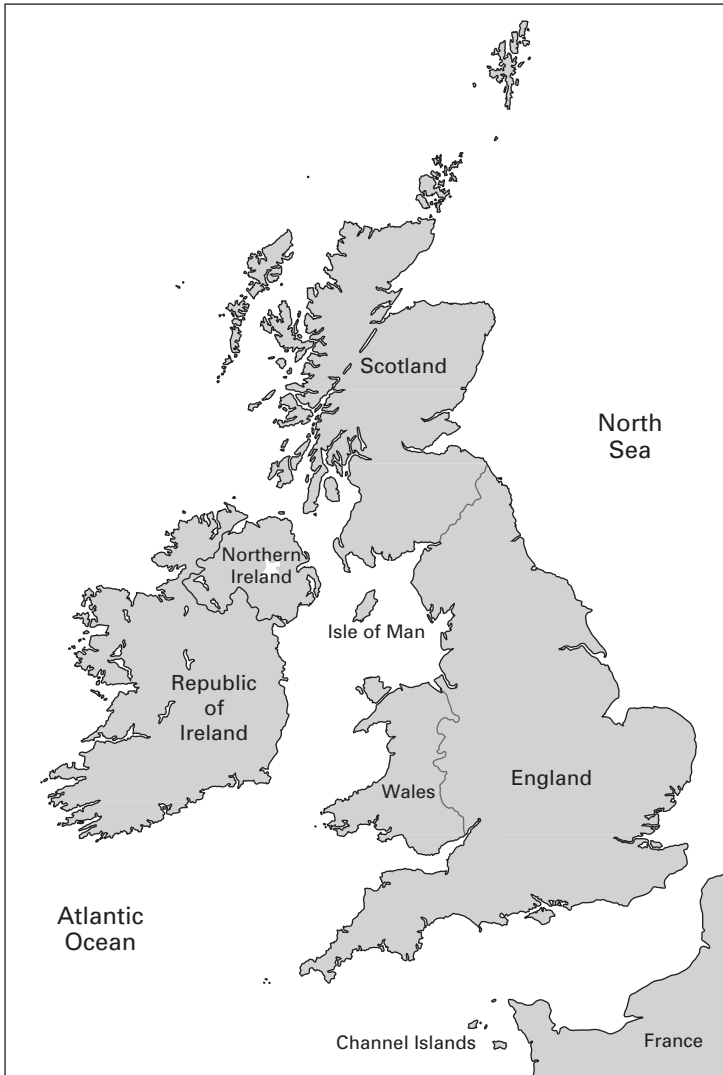 Scotland
North
Sea
Northern
Ireland
Isle of Man
Republic
of
Ireland
Wales
England
Atlantic
Ocean
Channel Islands
France